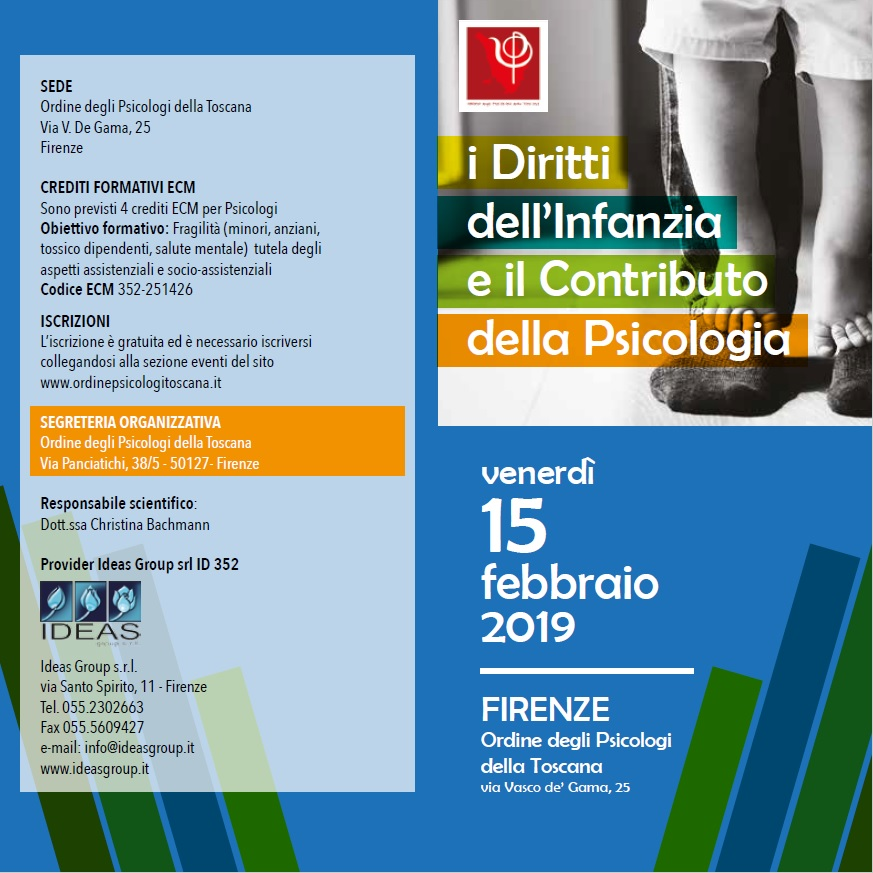 SEDE
Ordine degli Psicologi della Toscana
Via V. De Gama, 25
Firenze
CREDITI FORMATIVI ECM
Sono previsti 4 crediti ECM per Psicologi
Obiettivo formativo: Fragilità (minori, anziani,
tossico dipendenti, salute mentale) tutela degli
aspetti assistenziali e socio-assistenziali
Codice ECM 352-251426
ISCRIZIONI
L'iscrizione è gratuita ed è necessario iscriversi
collegandosi alla sezione eventi del sito
www.ordinepsicologitoscana.it
SEGRETERIA ORGANIZZATIVA
Ordine degli Psicologi della Toscana
Via Panciatichi, 38/5 - 50127- Firenze
Responsabile scientifico:
Dott.ssa Christina Bachmann
Provider Ideas Group srl ID 352
IDEAS
group s.r.l.
Ideas Group s.r.l.
via Santo Spirito, 11 - Firenze
Tel. 055.2302663
Fax 055.5609427
e-mail: info@ideasgroup.it
www.ideasgroup.it
i Diritti
dell'Infanzia
e il Contributo
della Psicologia
venerdì
15
febbraio
2019
FIRENZE
Ordine degli Psicologi
della Toscana
via Vasco de' Gama, 25